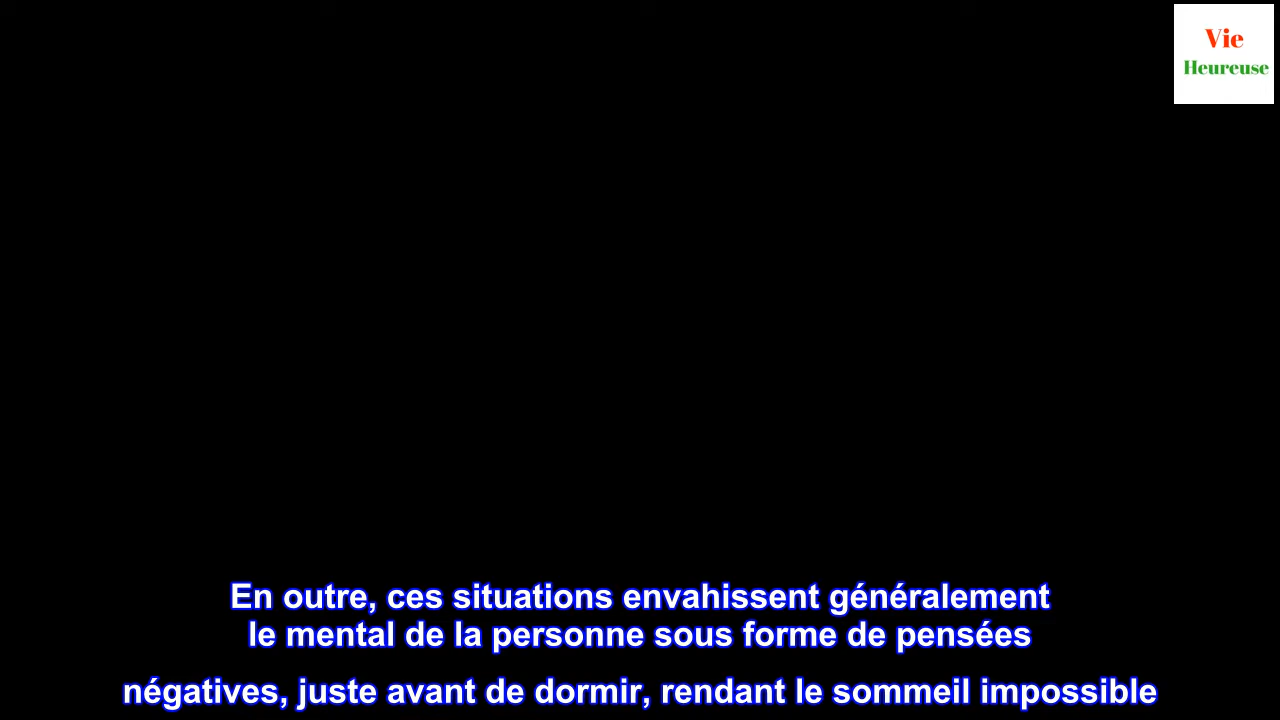 Vie
Heureuse
En outre, ces situations envahissent généralement
le mental de la personne sous forme de pensées
négatives, juste avant de dormir, rendant le sommeil impossible